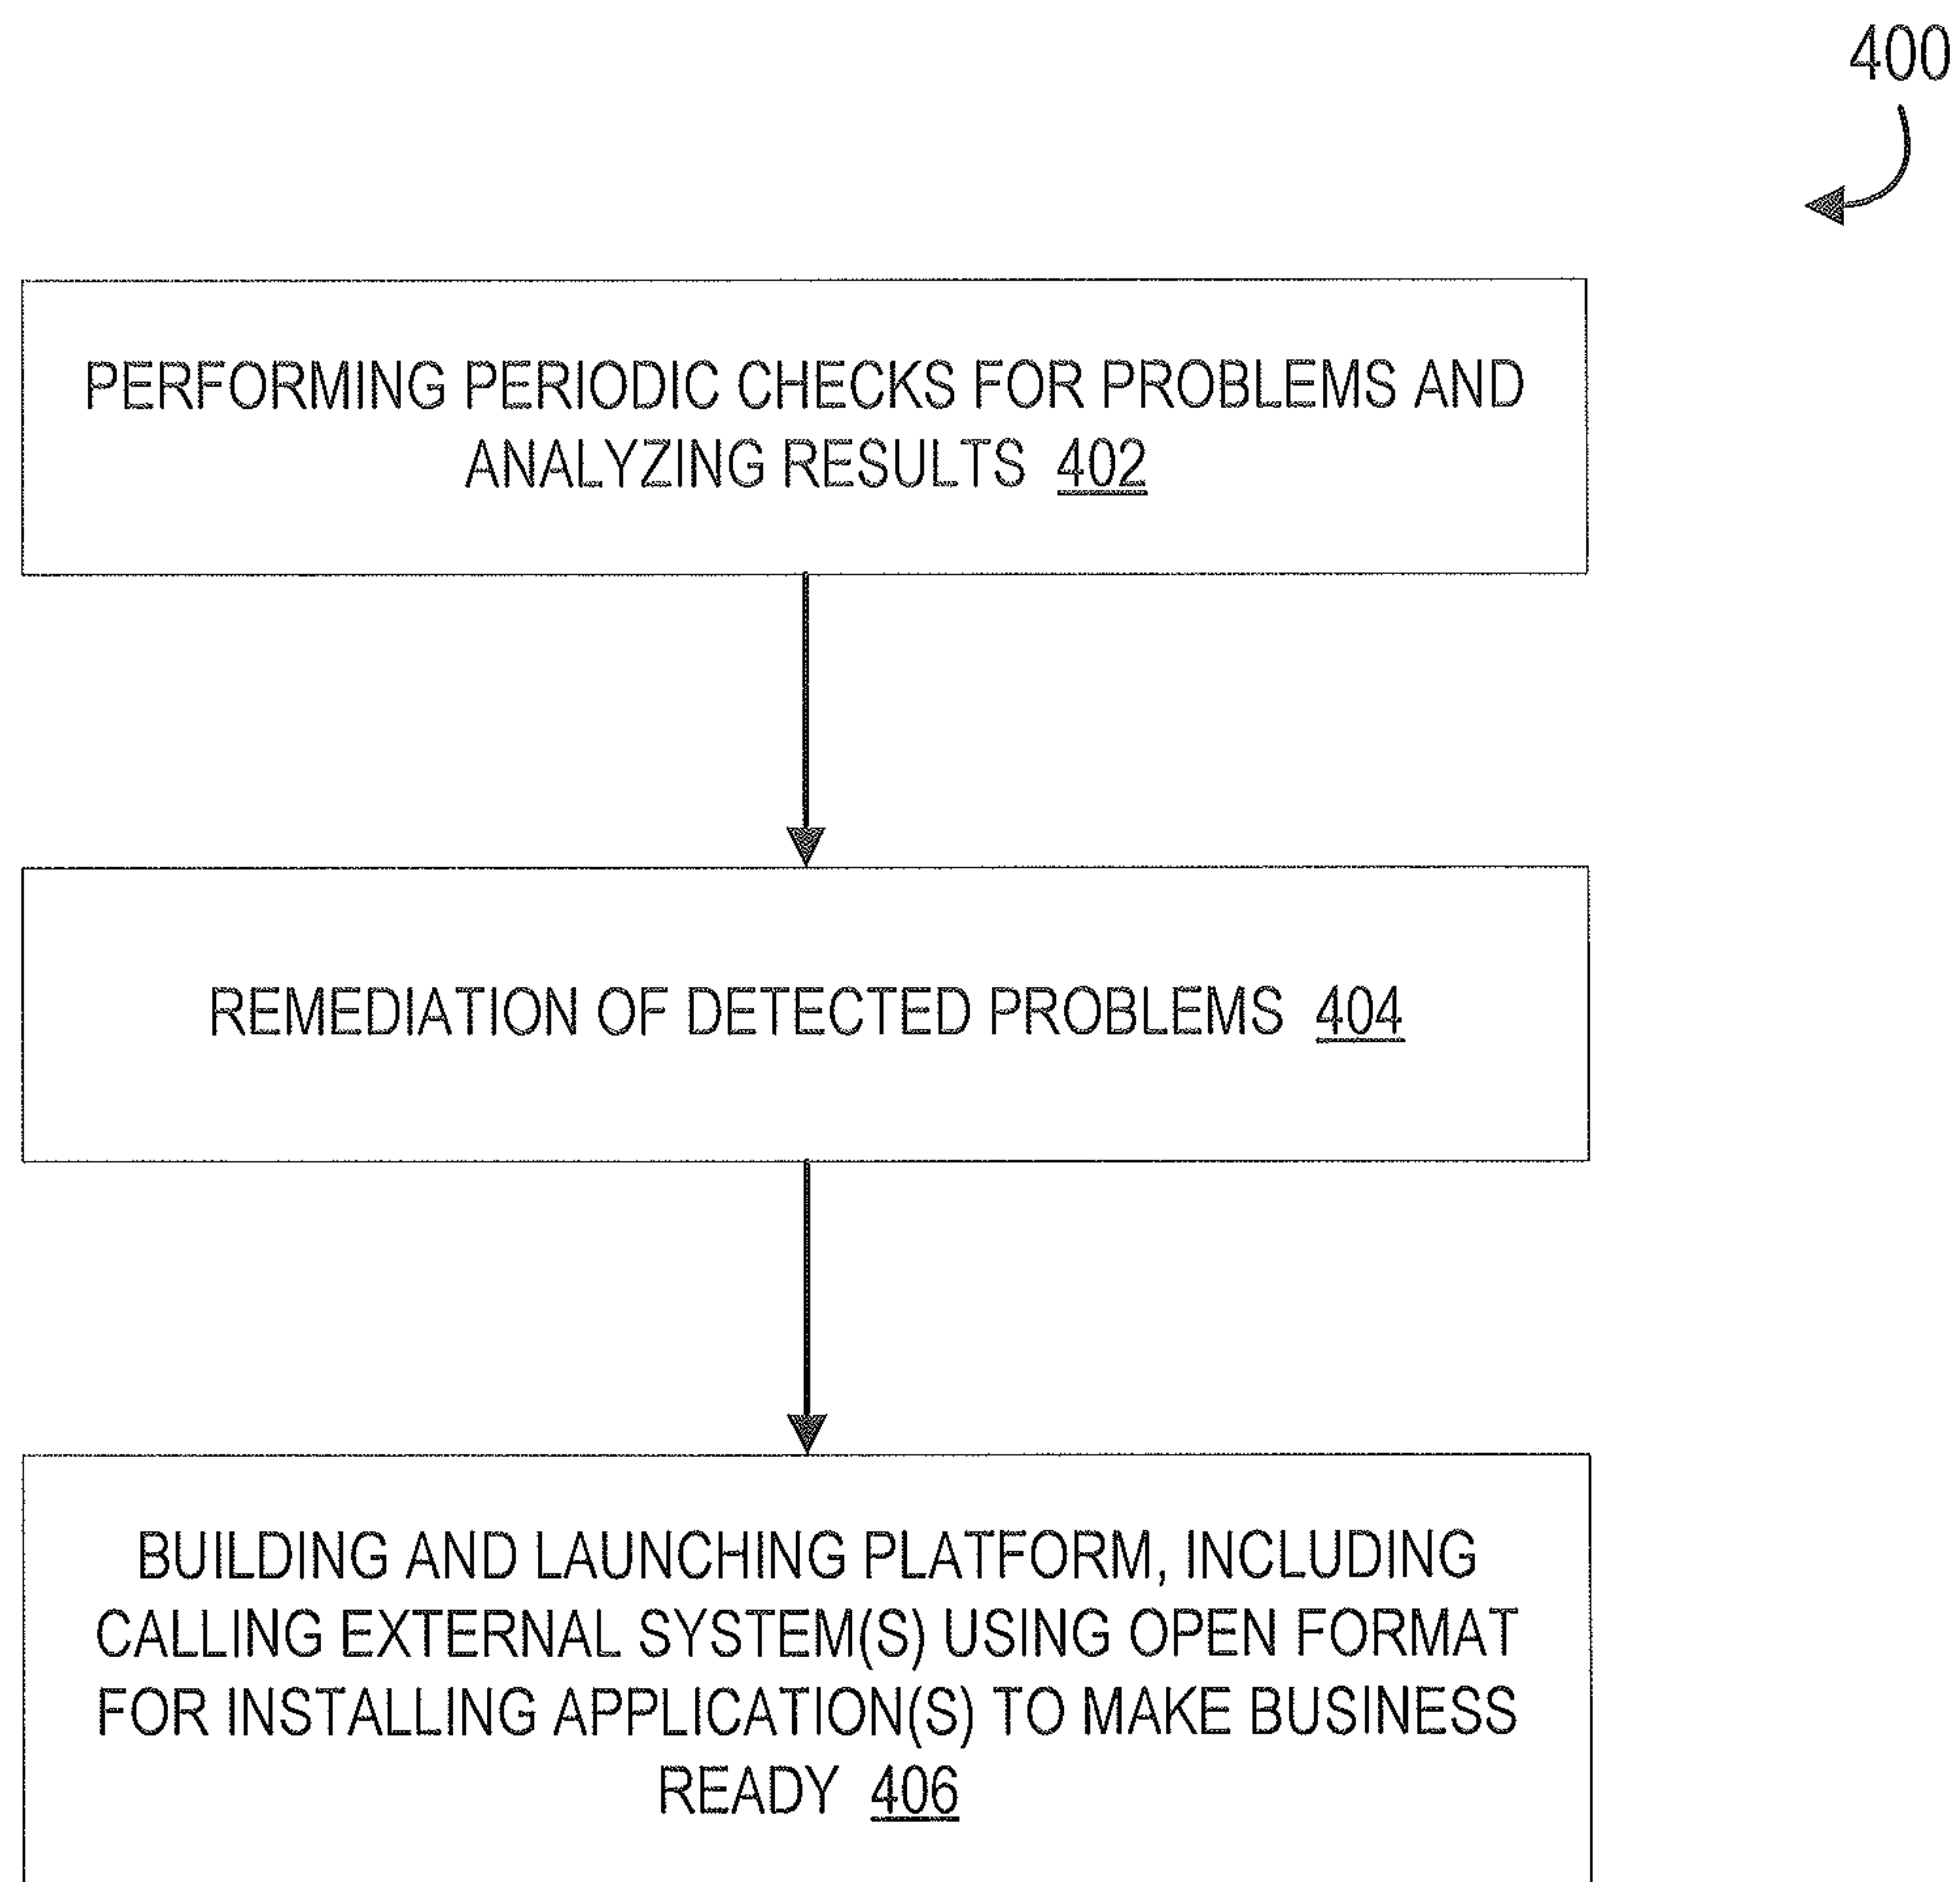 400
PERFORMING PERIODIC CHECKS FOR PROBLEMS AND
ANALYZING RESULTS 402
REMEDIATION OF DETECTED PROBLEMS 404
BUILDING AND LAUNCHING PLATFORM, INCLUDING
CALLING EXTERNAL SYSTEM(S) USING OPEN FORMAT
FOR INSTALLING APPLICATION(S) TO MAKE BUSINESS
READY 406